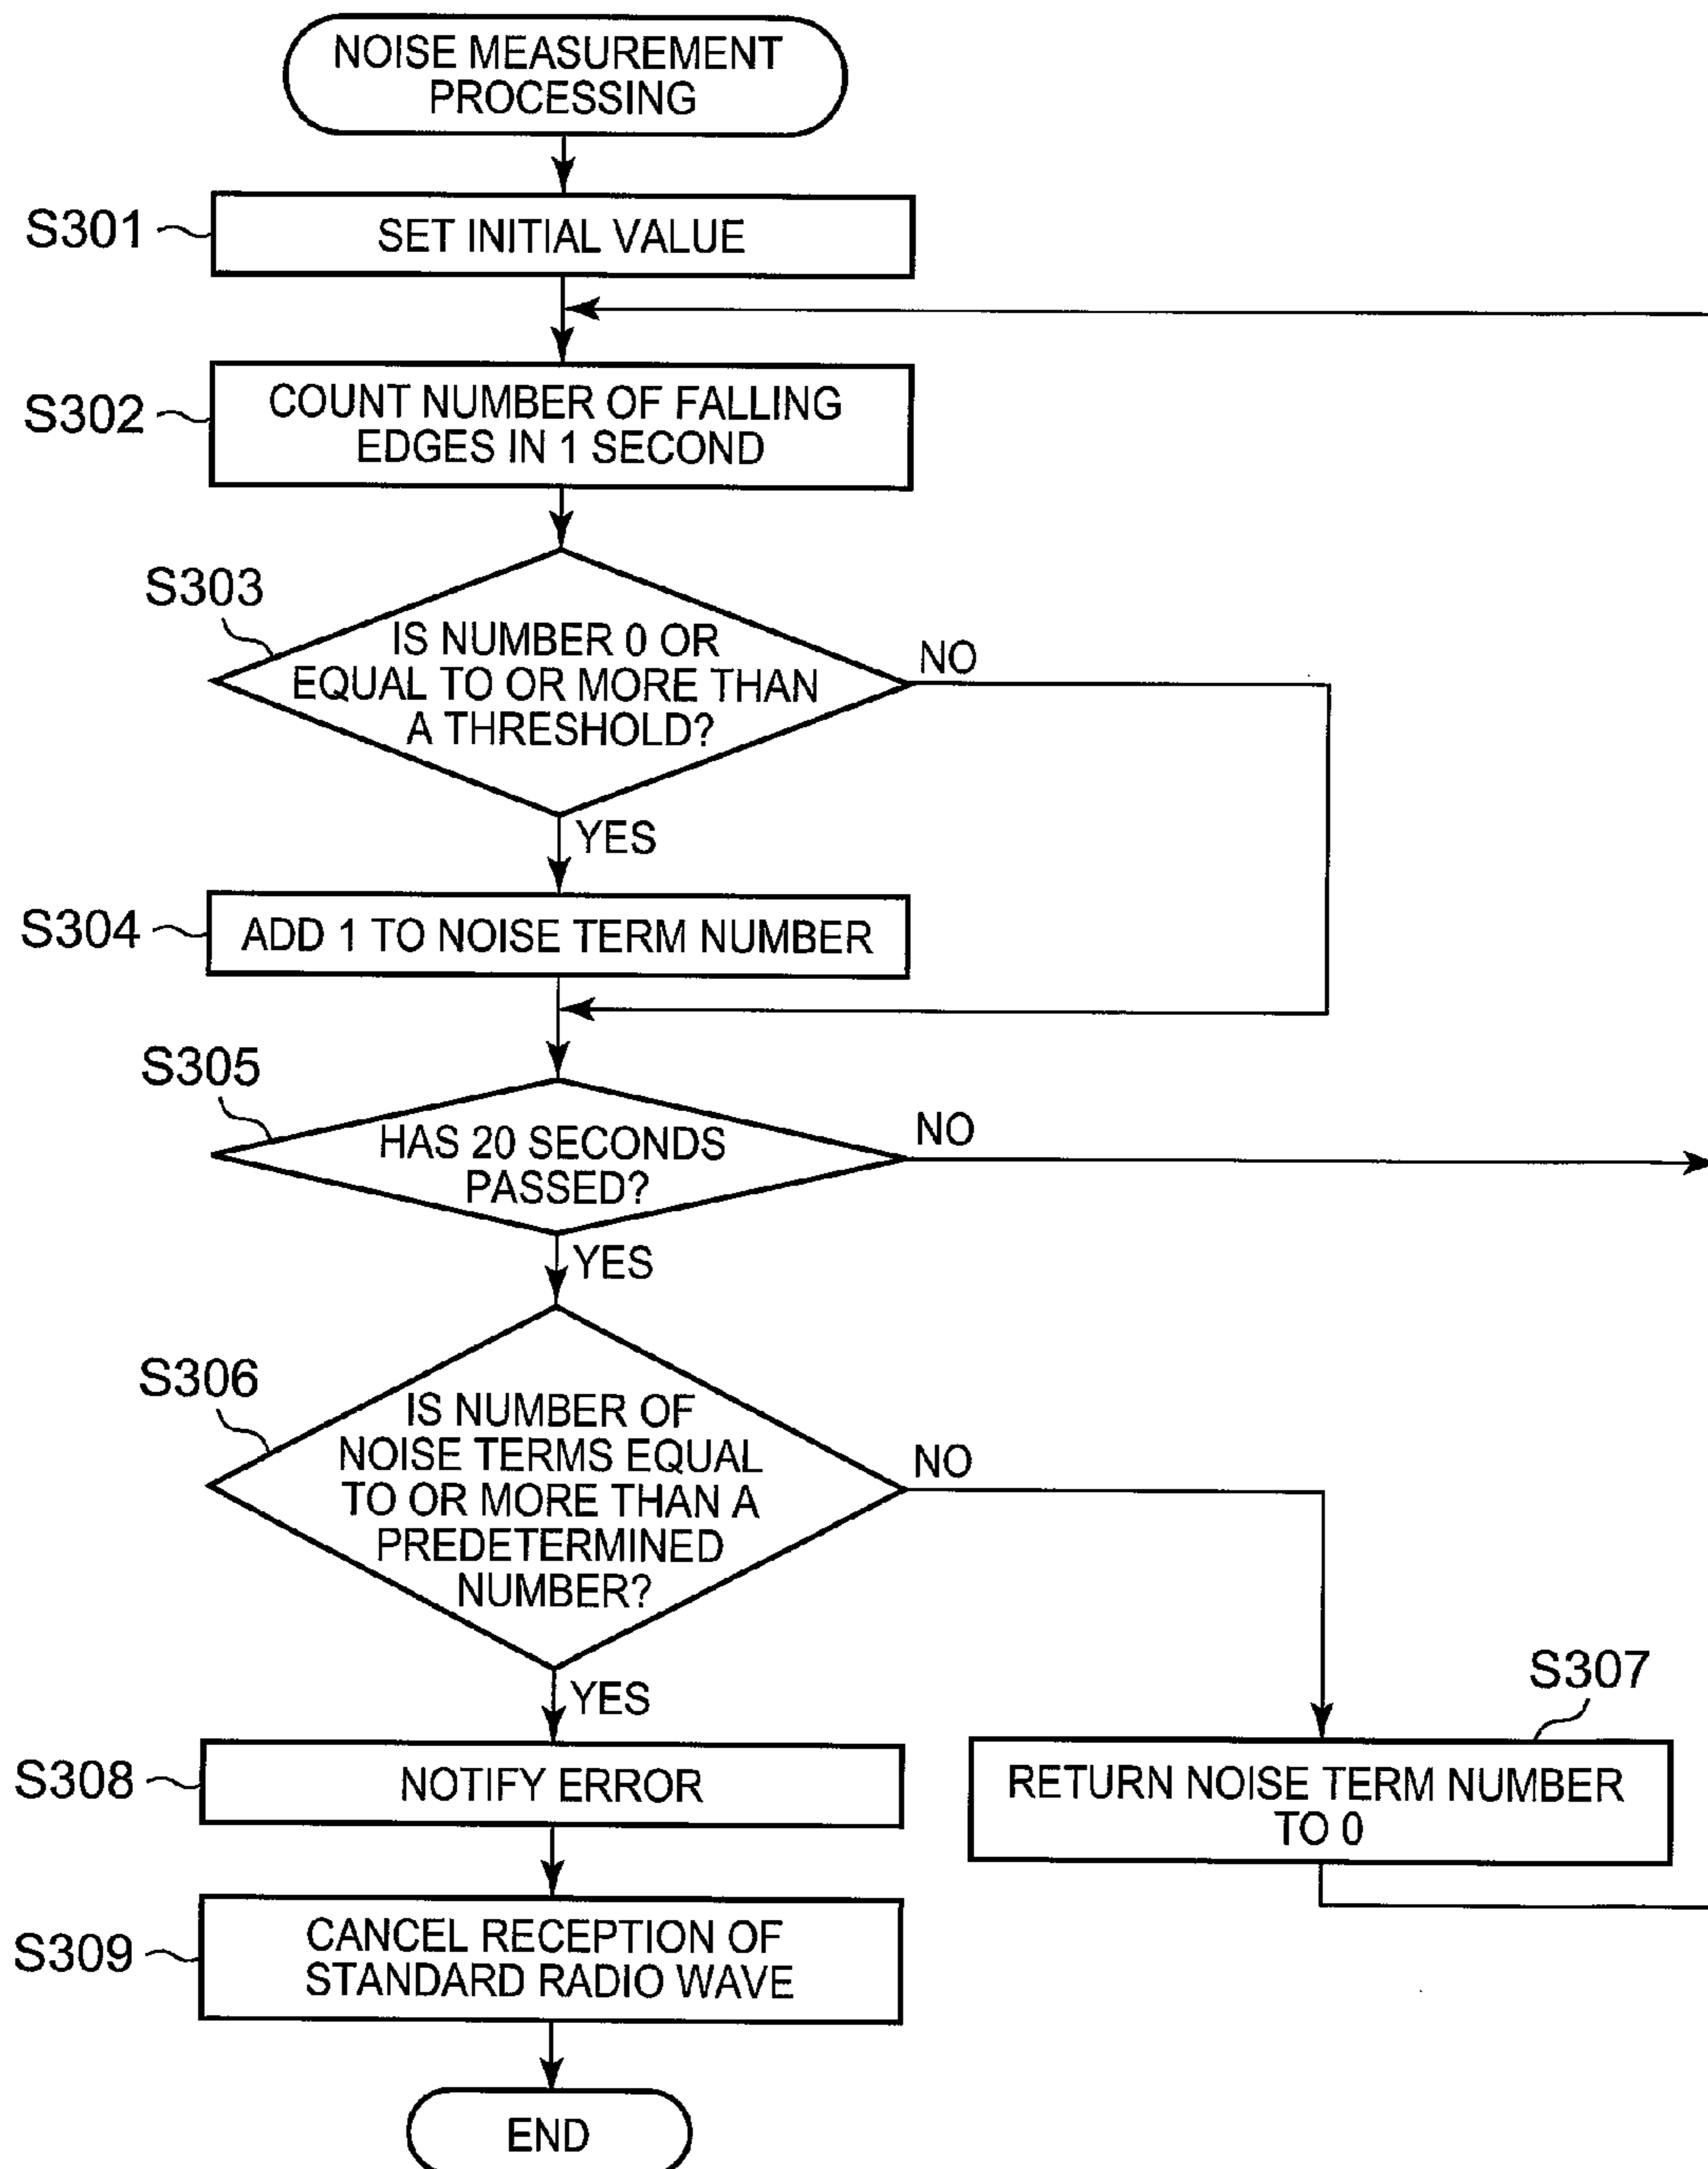 NOISE MEASUREMENT
PROCESSING
S301
SET INITIAL VALUE
S302
COUNT NUMBER OF FALLING
EDGES IN 1 SECOND
S303
IS NUMBER 0 OR
EQUAL TO OR MORE THAN
A THRESHOLD?
NO
YES
S304
ADD 1 TO NOISE TERM NUMBER
S305
HAS 20 SECONDS
PASSED?
NO
YES
S306
IS NUMBER OF
NOISE TERMS EQUAL
TO OR MORE THAN A
PREDETERMINED
NUMBER?
NO
YES
S307
RETURN NOISE TERM NUMBER
TO 0
S308
NOTIFY ERROR
S309
CANCEL RECEPTION OF
STANDARD RADIO WAVE
END